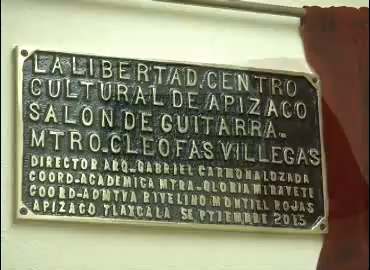 LA LIBERTAD.CENTRO
CULTURAL DE APIZACO
SALON DE GUITARRA-
MTRO-CLEOFAS VILLEGAS
DIRECTOR ARQ-GABRIEL CARMONA LOZADA
COORD-ACADEMICA MTRA-GLORIA MIRAVETE
COORD-ADMTVA RIVELINO MONTIEL ROJAS
APIZACO TLAXCALA SEPTIEMBRE 2015